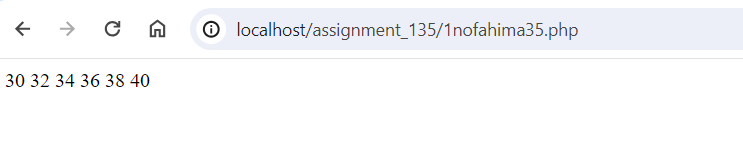 localhost/assignment_135/1nofahima35.php
30 32 34 36 38 40